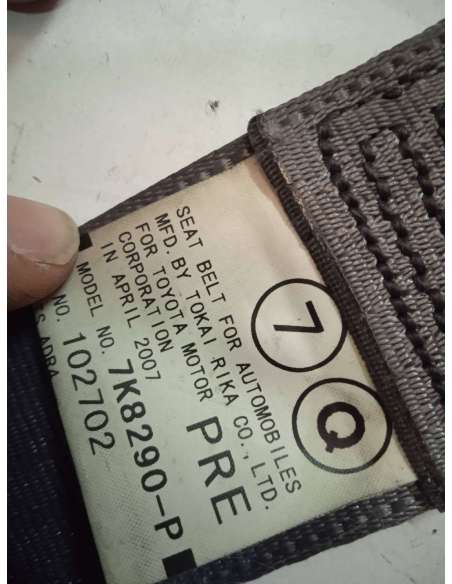 7 Q
SEAT BELT FOR AUTOMOBILES
MFD. BY TOKAI RIKA CO., LTD.
FOR TOYOTA MOTOR
CORPORATION
PRE
IN APRIL 2007
MODEL NO. 7K8290-P
NO. 102702